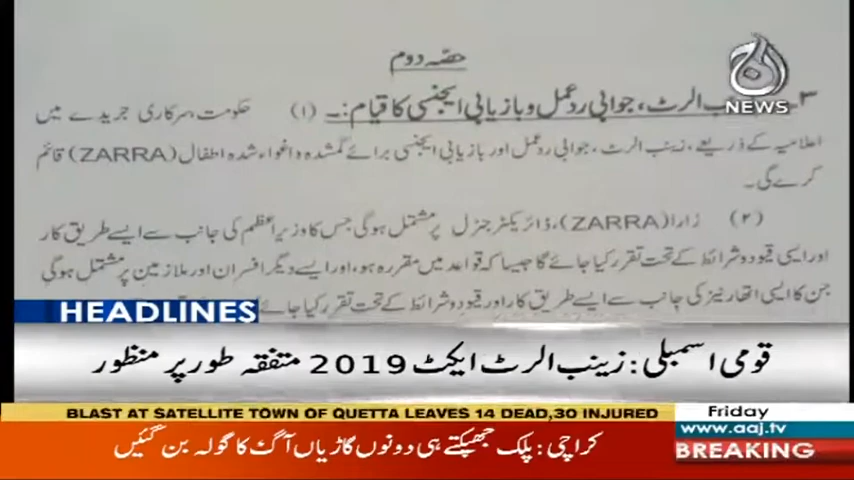 حصّہ دوم
NEWS
۳۔ زینب الرٹ، جوابی ردعمل و بازیابی ایجنسی کا قیام:۔ (۱) حکومت، سرکاری جریدے میں
اعلامیہ کے ذریعے، زینب الرٹ، جوابی ردعمل اور بازیابی ایجنسی برائے گمشدہ و اغواء شدہ اطفال (ZARRA) قائم
کرے گی۔
(۲) زارا (ZARRA)، ڈائریکٹر جنرل پر مشتمل ہوگی جس کا وزیراعظم کی جانب سے ایسے طریق کار
اور ایسی قیود و شرائط کے تحت تقرر کیا جائے گا جیسا کہ قواعد میں مقررہ ہو، اور ایسے دیگر افسران اور ملازمین پر مشتمل ہوگی
جن کا ایسی اتھارٹیز کی جانب سے ایسے طریق کار اور قیود و شرائط کے تحت تقرر کیا جائے
HEADLINES
قومی اسمبلی: زینب الرٹ ایکٹ 2019 متفقہ طور پر منظور
BLAST AT SATELLITE TOWN OF QUETTA LEAVES 14 DEAD,30 INJURED
Friday
www.aaj.tv
کراچی: پلک جھپکتے ہی دونوں گاڑیاں آگ کا گولہ بن گئیں
BREAKING